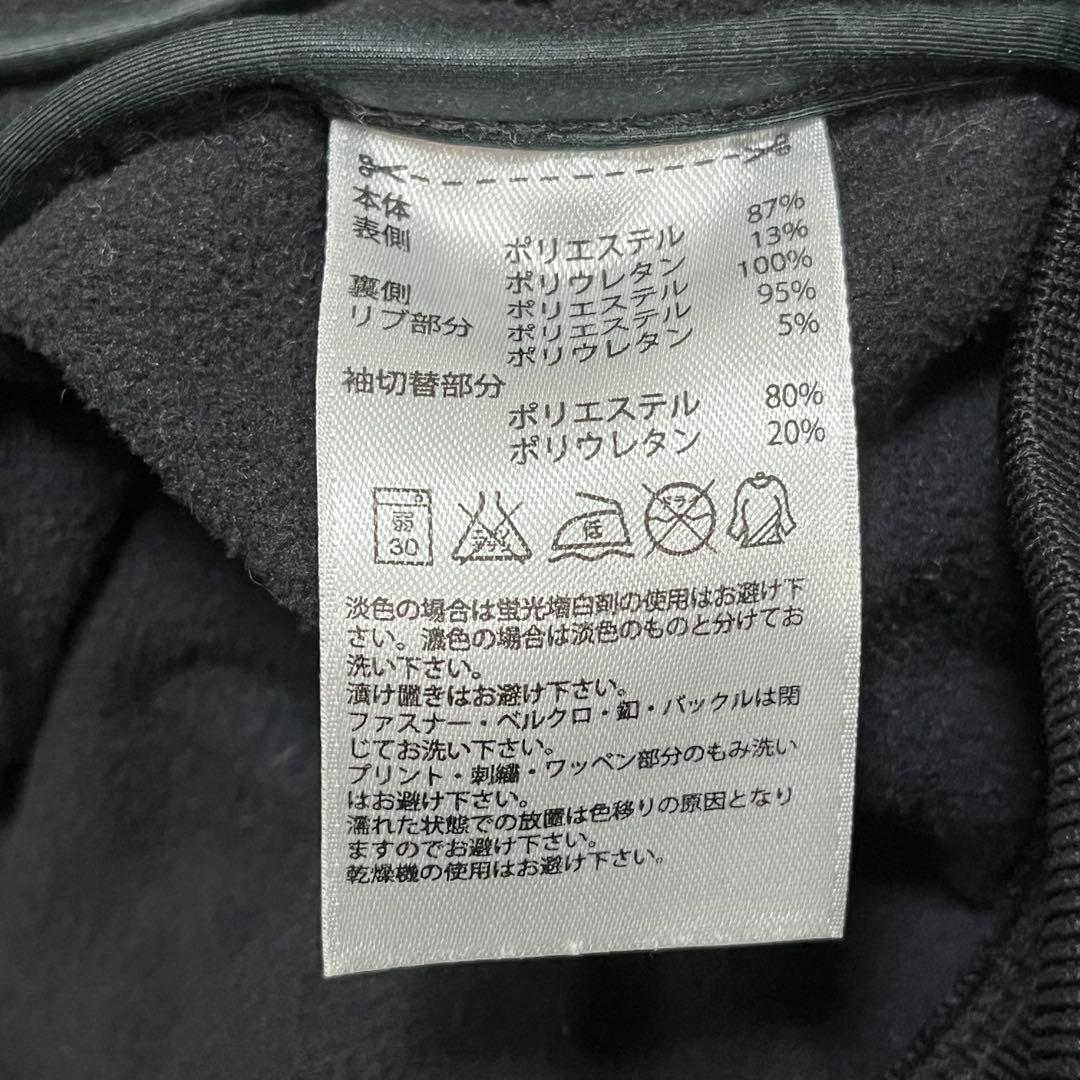 本体
表側 ポリエステル 87%
ポリウレタン 13%
裏側 ポリエステル 100%
リブ部分 ポリエステル 95%
ポリウレタン 5%
袖切替部分
ポリエステル 80%
ポリウレタン 20%
弱
30
エンソ
サラシ
低
ドライ
淡色の場合は蛍光増白剤の使用はお避け下
さい。濃色の場合は淡色のものと分けてお
洗い下さい。
漬け置きはお避け下さい。
ファスナー・ベルクロ・釦・バックルは閉
じてお洗い下さい。
プリント・刺繍・ワッペン部分のもみ洗い
はお避け下さい。
濡れた状態での放置は色移りの原因となり
ますのでお避け下さい。
乾燥機の使用はお避け下さい。